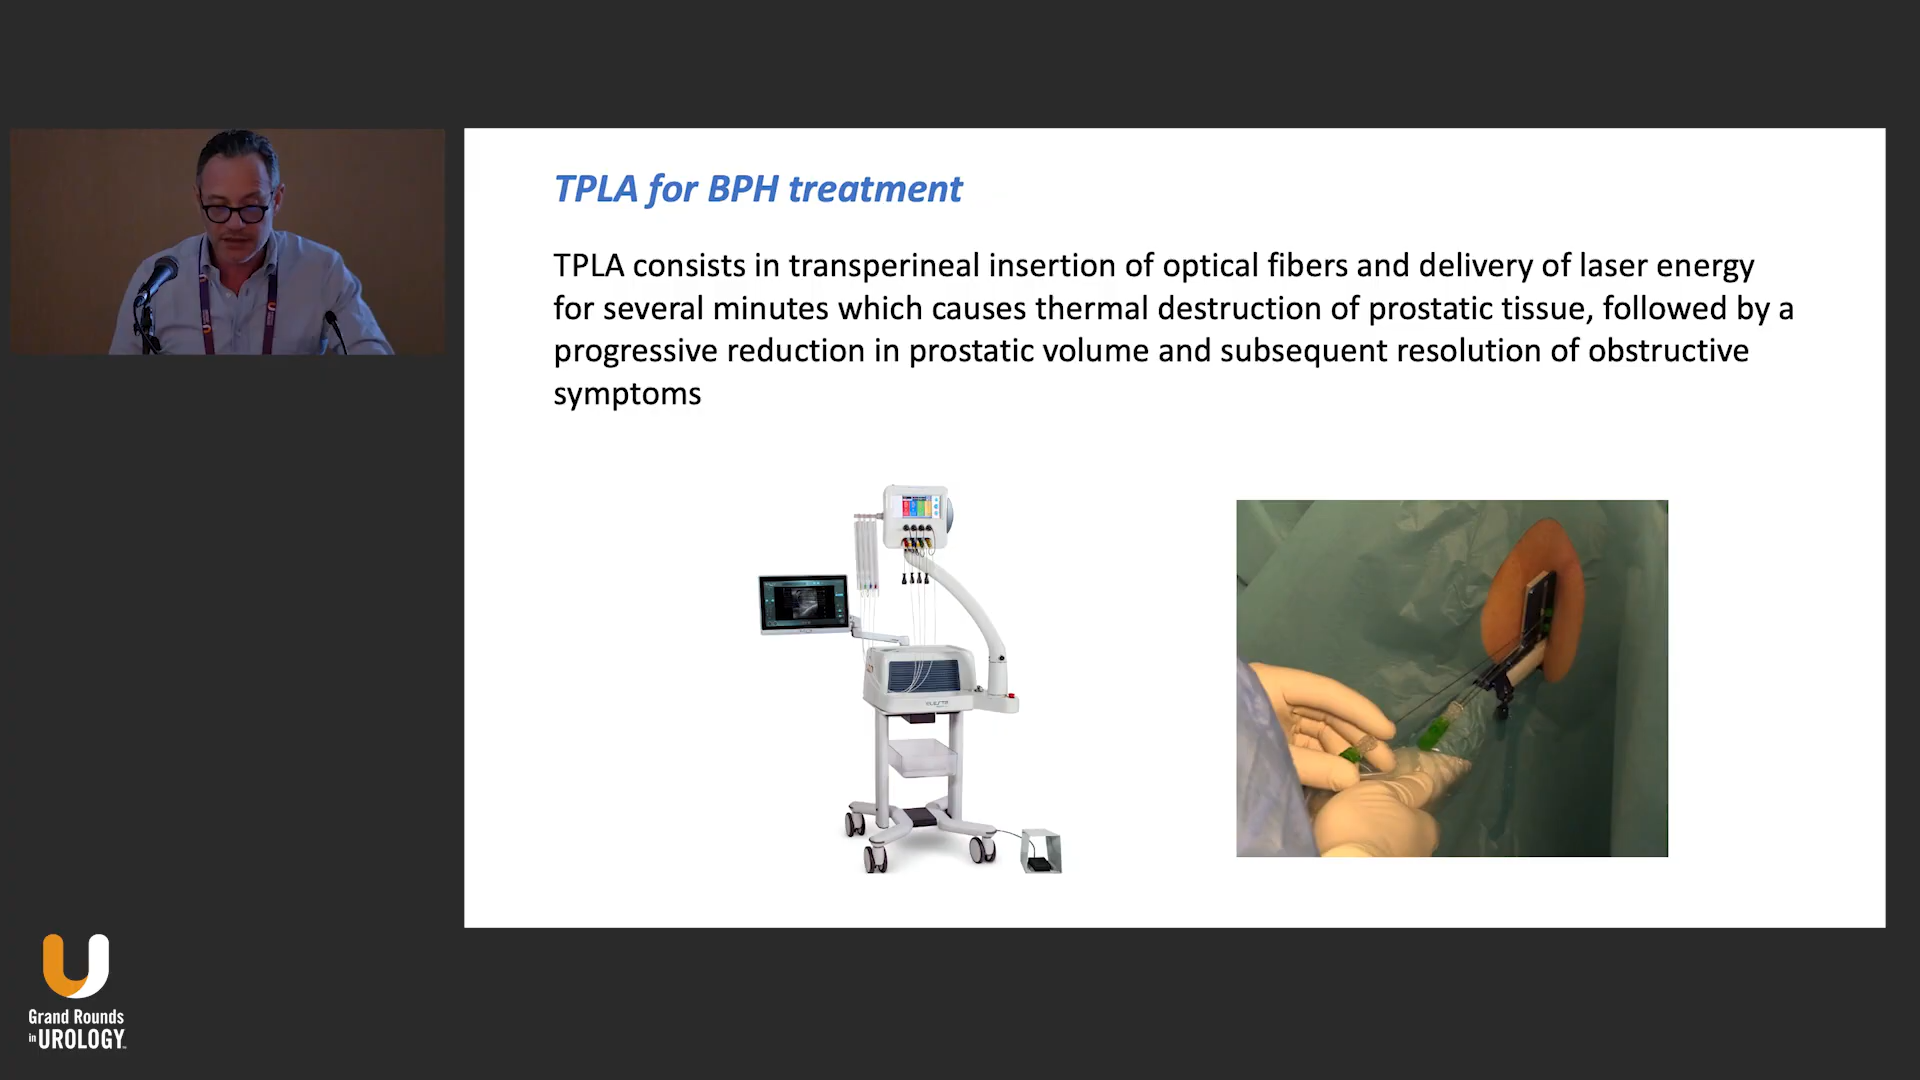 TPLA for BPH treatment
TPLA consists in transperineal insertion of optical fibers and delivery of laser energy
for several minutes which causes thermal destruction of prostatic tissue, followed by a
progressive reduction in prostatic volume and subsequent resolution of obstructive
symptoms
Grand Rounds
in UROLOGY